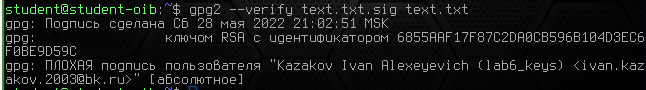 student@student-oib:~$ gpg2 --verify text.txt.sig text.txt
gpg: Подпись сделана Сб 28 мая 2022 21:02:51 MSK
gpg: ключом RSA с идентификатором 6855AAF17F87C2DA0CB596B104D3EC6
F0BE9D59C
gpg: ПЛОХАЯ подпись пользователя "Kazakov Ivan Alexeyevich (lab6_keys) <ivan.kaz
akov.2003@bk.ru>" [абсолютное]